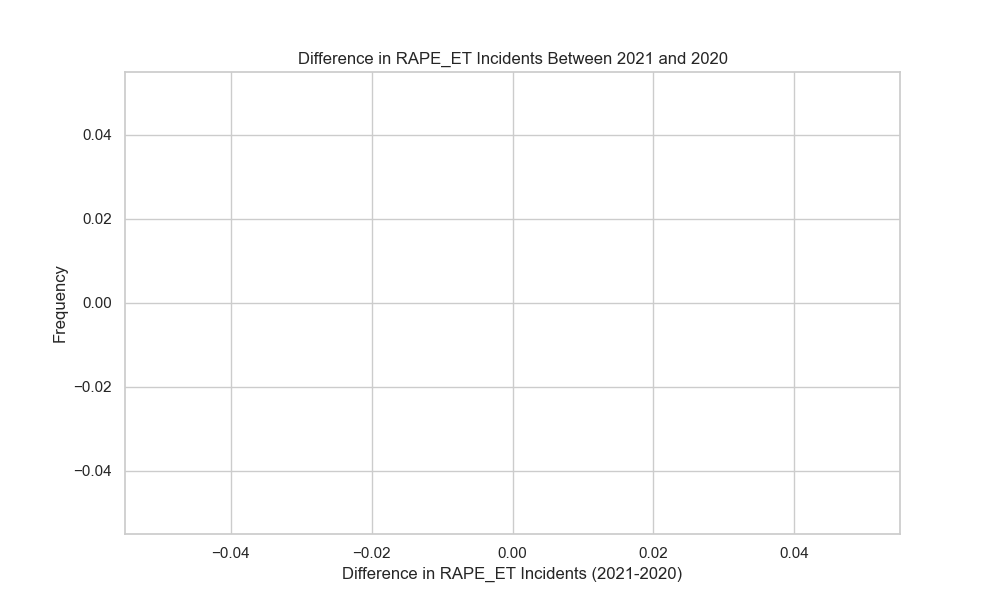 Difference in RAPE_ET Incidents Between 2021 and 2020
0.04
0.02
0.00
−0.02
−0.04
Frequency
−0.04 −0.02 0.00 0.02 0.04
Difference in RAPE_ET Incidents (2021-2020)